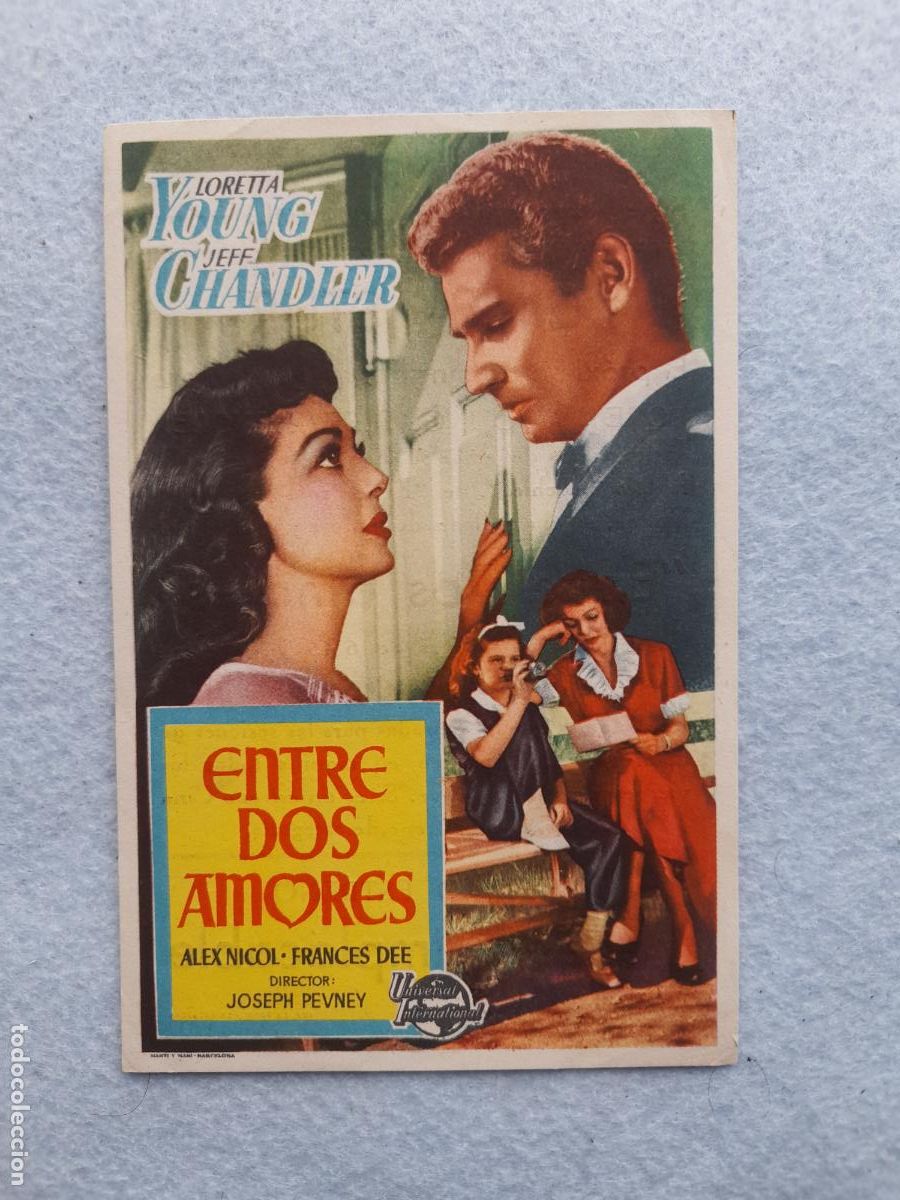 LORETTA
YOUNG
JEFF
CHANDLER
ENTRE
DOS
AMORES
ALEX NICOL · FRANCES DEE
DIRECTOR:
JOSEPH PEVNEY
Universal
International
todocoleccion